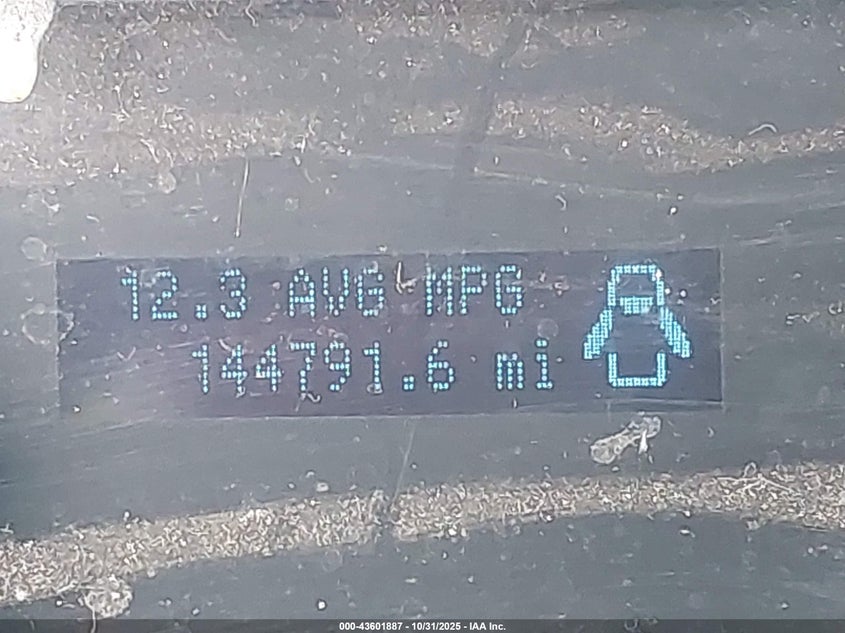 12.3 AVG MPG
144791.6 mi
000-43601887 - 10/31/2025 - IAA Inc.